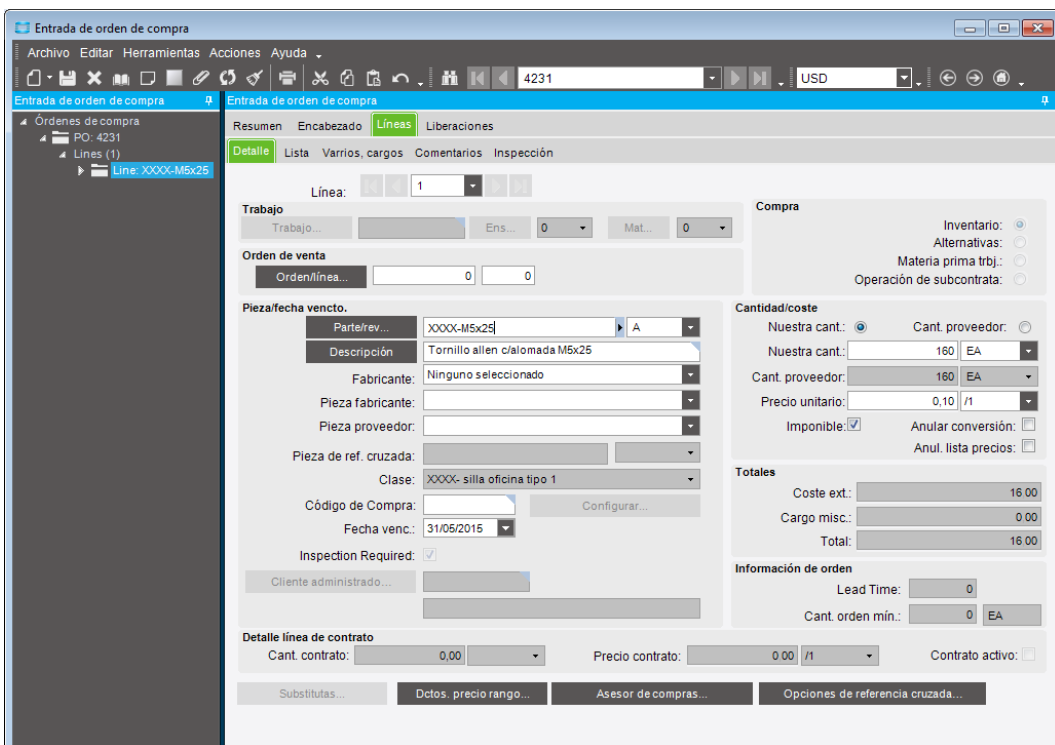 Entrada de orden de compra
Archivo Editar Herramientas Acciones Ayuda
4231 USD
Entrada de orden de compra
Órdenes de compra
PO: 4231
Lines (1)
Line: XXXX-M5x25
Entrada de orden de compra
Resumen Encabezado Líneas Liberaciones
Detalle Lista Varrios, cargos Comentarios Inspección
Línea: 1
Trabajo
Trabajo... Ens... 0 Mat... 0
Orden de venta
Orden/línea... 0 0
Compra
Inventario:
Alternativas:
Materia prima trbj.:
Operación de subcontrata:
Pieza/fecha vencto.
Parte/rev... XXXX-M5x25 A
Descripción Tornillo allen c/alomada M5x25
Fabricante: Ninguno seleccionado
Pieza fabricante:
Pieza proveedor:
Pieza de ref. cruzada:
Clase: XXXX- silla oficina tipo 1
Código de Compra: Configurar...
Fecha venc.: 31/05/2015
Inspection Required:
Cliente administrado...
Cantidad/coste
Nuestra cant.: Cant. proveedor:
Nuestra cant.: 160 EA
Cant. proveedor: 160 EA
Precio unitario: 0,10 /1
Imponible: Anular conversión:
Anul. lista precios:
Totales
Coste ext.: 16 00
Cargo misc.: 0 00
Total: 16 00
Información de orden
Lead Time: 0
Cant. orden mín.: 0 EA
Detalle línea de contrato
Cant. contrato: 0,00 Precio contrato: 0.00 /1 Contrato activo:
Substitutas... Dctos. precio rango... Asesor de compras... Opciones de referencia cruzada...